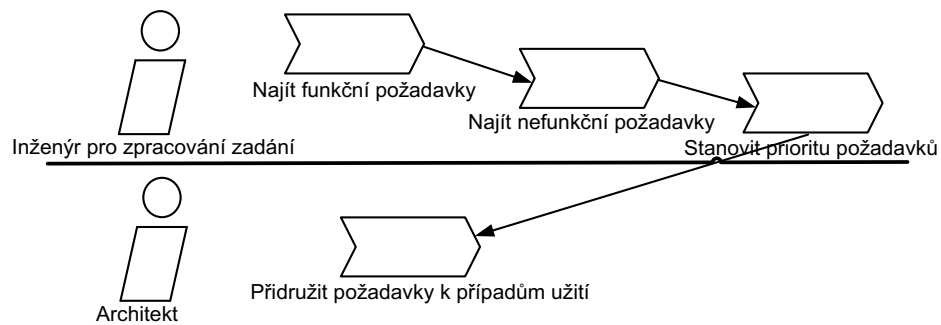 Najít funkční požadavky
Najít nefunkční požadavky
Inženýr pro zpracování zadání
Stanovit prioritu požadavků
Přidružit požadavky k případům užití
Architekt